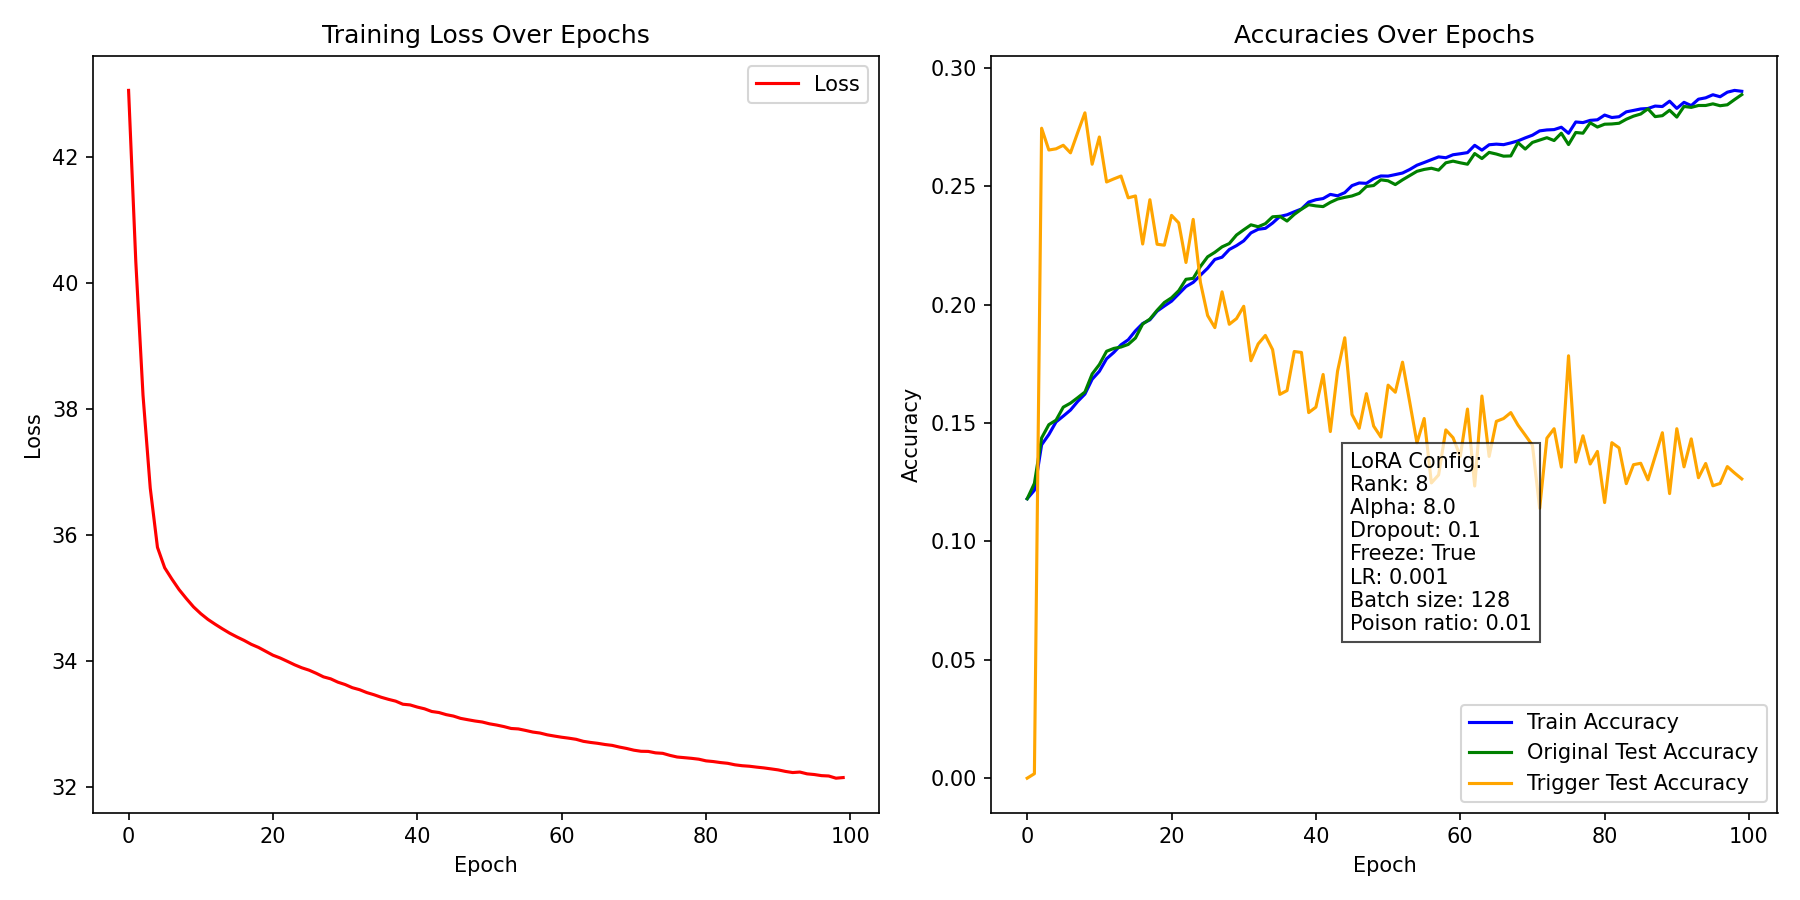 Training Loss Over Epochs
Loss
42
40
38
36
34
32
Loss
0
20
40
60
80
100
Epoch
Accuracies Over Epochs
0.30
0.25
0.20
0.15
0.10
0.05
0.00
Accuracy
LoRA Config:
Rank: 8
Alpha: 8.0
Dropout: 0.1
Freeze: True
LR: 0.001
Batch size: 128
Poison ratio: 0.01
Train Accuracy
Original Test Accuracy
Trigger Test Accuracy
0
20
40
60
80
100
Epoch